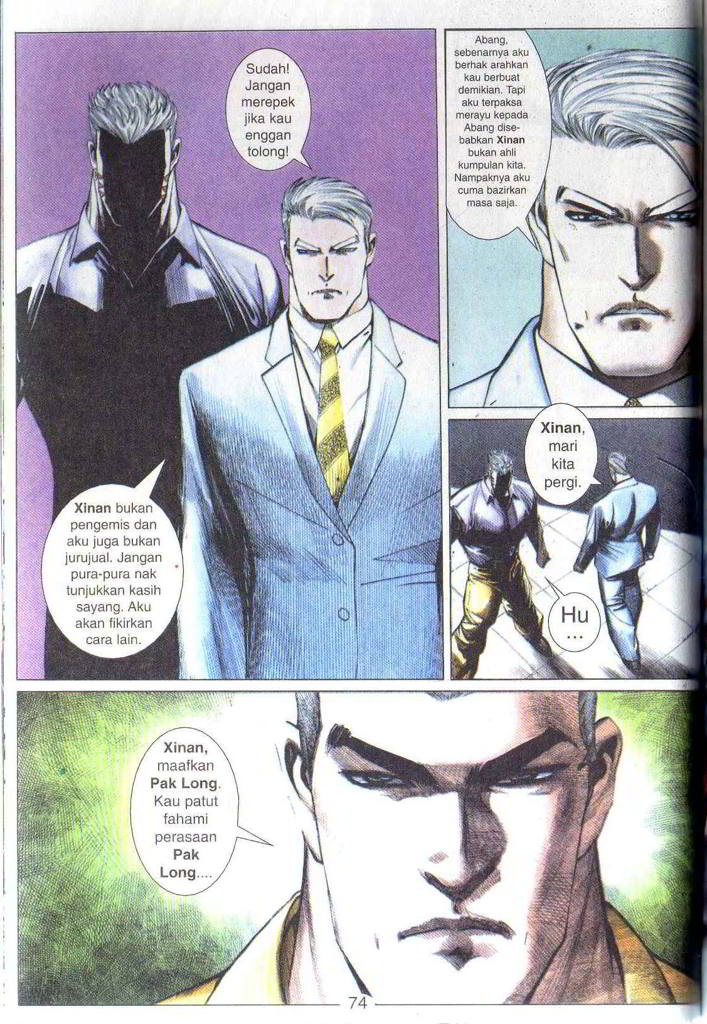 Sudah!
Jangan
merepek
jika kau
enggan
tolong!
Xinan bukan
pengemis dan
aku juga bukan
jurujual. Jangan
pura-pura nak
tunjukkan kasih
sayang. Aku
akan fikirkan
cara lain.
Abang,
sebenarnya aku
berhak arahkan
kau berbuat
demikian. Tapi
aku terpaksa
merayu kepada
Abang dise-
babkan Xinan
bukan ahli
kumpulan kita.
Nampaknya aku
cuma bazirkan
masa saja.
Xinan,
mari
kita
pergi.
Hu
...
Xinan,
maafkan
Pak Long.
Kau patut
fahami
perasaan
Pak
Long....
74